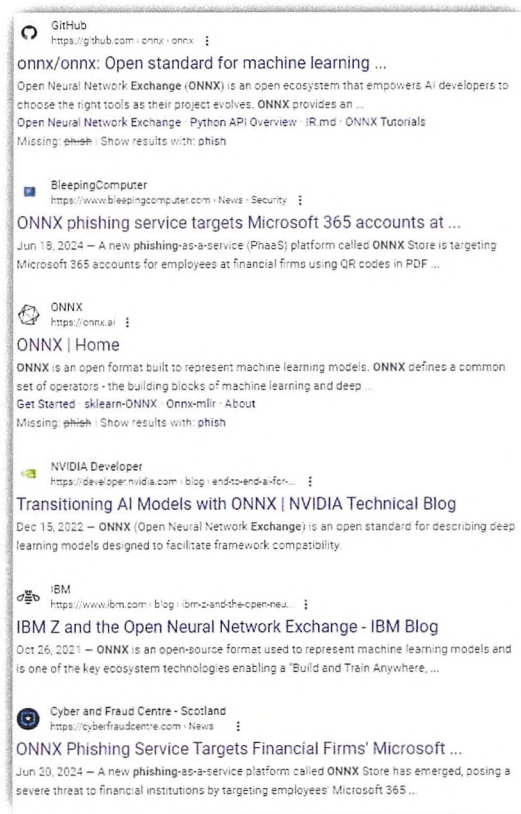 GitHub
https://github.com › onnx › onnx
onnx/onnx: Open standard for machine learning ...
Open Neural Network Exchange (ONNX) is an open ecosystem that empowers AI developers to
choose the right tools as their project evolves. ONNX provides an ...
Open Neural Network Exchange · Python API Overview · IR.md · ONNX Tutorials
Missing: phish | Show results with: phish
BleepingComputer
https://www.bleepingcomputer.com › News › Security
ONNX phishing service targets Microsoft 365 accounts at ...
Jun 18, 2024 — A new phishing-as-a-service (PhaaS) platform called ONNX Store is targeting
Microsoft 365 accounts for employees at financial firms using QR codes in PDF ...
ONNX
https://onnx.ai
ONNX | Home
ONNX is an open format built to represent machine learning models. ONNX defines a common
set of operators - the building blocks of machine learning and deep ...
Get Started · sklearn-ONNX · Onnx-mlir · About
Missing: phish | Show results with: phish
NVIDIA Developer
https://developer.nvidia.com › blog › end-to-end-ai-for-...
Transitioning AI Models with ONNX | NVIDIA Technical Blog
Dec 15, 2022 — ONNX (Open Neural Network Exchange) is an open standard for describing deep
learning models designed to facilitate framework compatibility.
IBM
https://www.ibm.com › blog › ibm-z-and-the-open-neu...
IBM Z and the Open Neural Network Exchange - IBM Blog
Oct 26, 2021 — ONNX is an open-source format used to represent machine learning models and
is one of the key ecosystem technologies enabling a "Build and Train Anywhere, ...
Cyber and Fraud Centre - Scotland
https://cyberfraudcentre.com › News
ONNX Phishing Service Targets Financial Firms' Microsoft ...
Jun 20, 2024 — A new phishing-as-a-service platform called ONNX Store has emerged, posing a
severe threat to financial institutions by targeting employees' Microsoft 365 ...